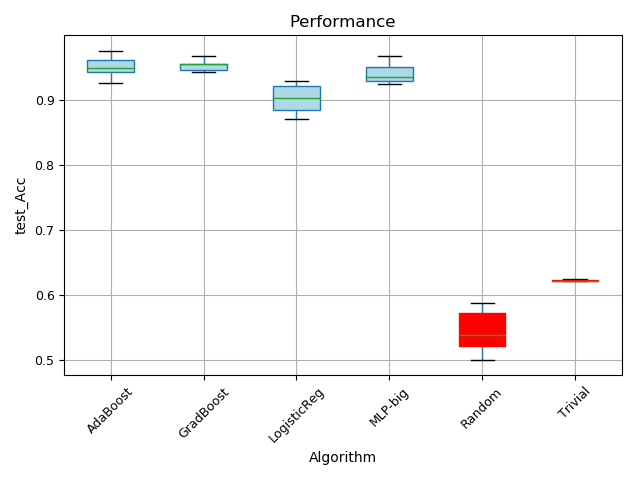 Performance
test_Acc
0.9
0.8
0.7
0.6
0.5
AdaBoost
GradBoost
LogisticReg
MLP-big
Random
Trivial
Algorithm